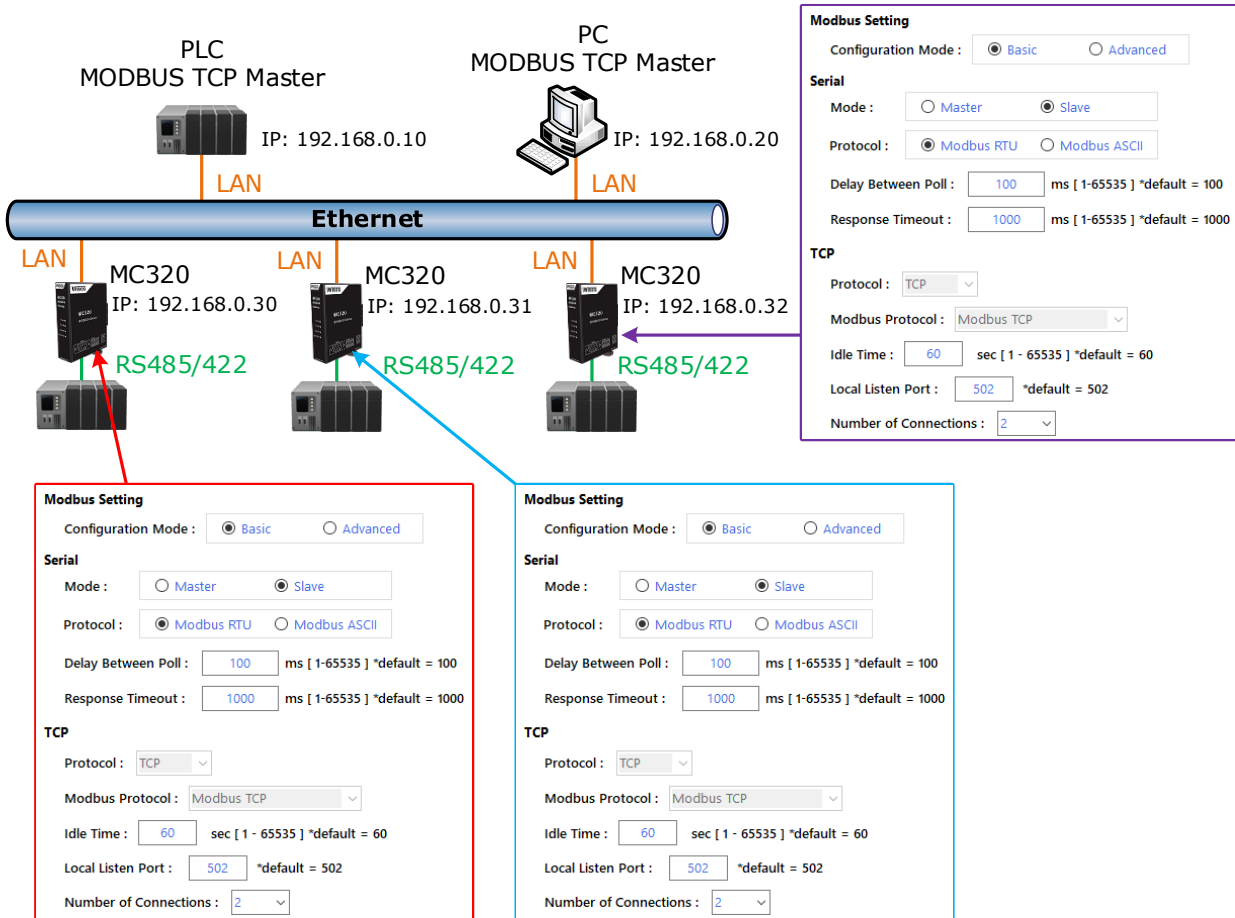 PLC
MODBUS TCP Master
IP: 192.168.0.10
LAN
PC
MODBUS TCP Master
IP: 192.168.0.20
LAN
Ethernet
LAN
MC320
IP: 192.168.0.30
RS485/422
LAN
MC320
IP: 192.168.0.31
RS485/422
LAN
MC320
IP: 192.168.0.32
RS485/422
MC320
MC320
MC320
Modbus Setting
Configuration Mode : Basic Advanced
Serial
Mode : Master Slave
Protocol : Modbus RTU Modbus ASCII
Delay Between Poll : 100 ms [ 1-65535 ] *default = 100
Response Timeout : 1000 ms [ 1-65535 ] *default = 1000
TCP
Protocol : TCP
Modbus Protocol : Modbus TCP
Idle Time : 60 sec [ 1 - 65535 ] *default = 60
Local Listen Port : 502 *default = 502
Number of Connections : 2
Modbus Setting
Configuration Mode : Basic Advanced
Serial
Mode : Master Slave
Protocol : Modbus RTU Modbus ASCII
Delay Between Poll : 100 ms [ 1-65535 ] *default = 100
Response Timeout : 1000 ms [ 1-65535 ] *default = 1000
TCP
Protocol : TCP
Modbus Protocol : Modbus TCP
Idle Time : 60 sec [ 1 - 65535 ] *default = 60
Local Listen Port : 502 *default = 502
Number of Connections : 2
Modbus Setting
Configuration Mode : Basic Advanced
Serial
Mode : Master Slave
Protocol : Modbus RTU Modbus ASCII
Delay Between Poll : 100 ms [ 1-65535 ] *default = 100
Response Timeout : 1000 ms [ 1-65535 ] *default = 1000
TCP
Protocol : TCP
Modbus Protocol : Modbus TCP
Idle Time : 60 sec [ 1 - 65535 ] *default = 60
Local Listen Port : 502 *default = 502
Number of Connections : 2